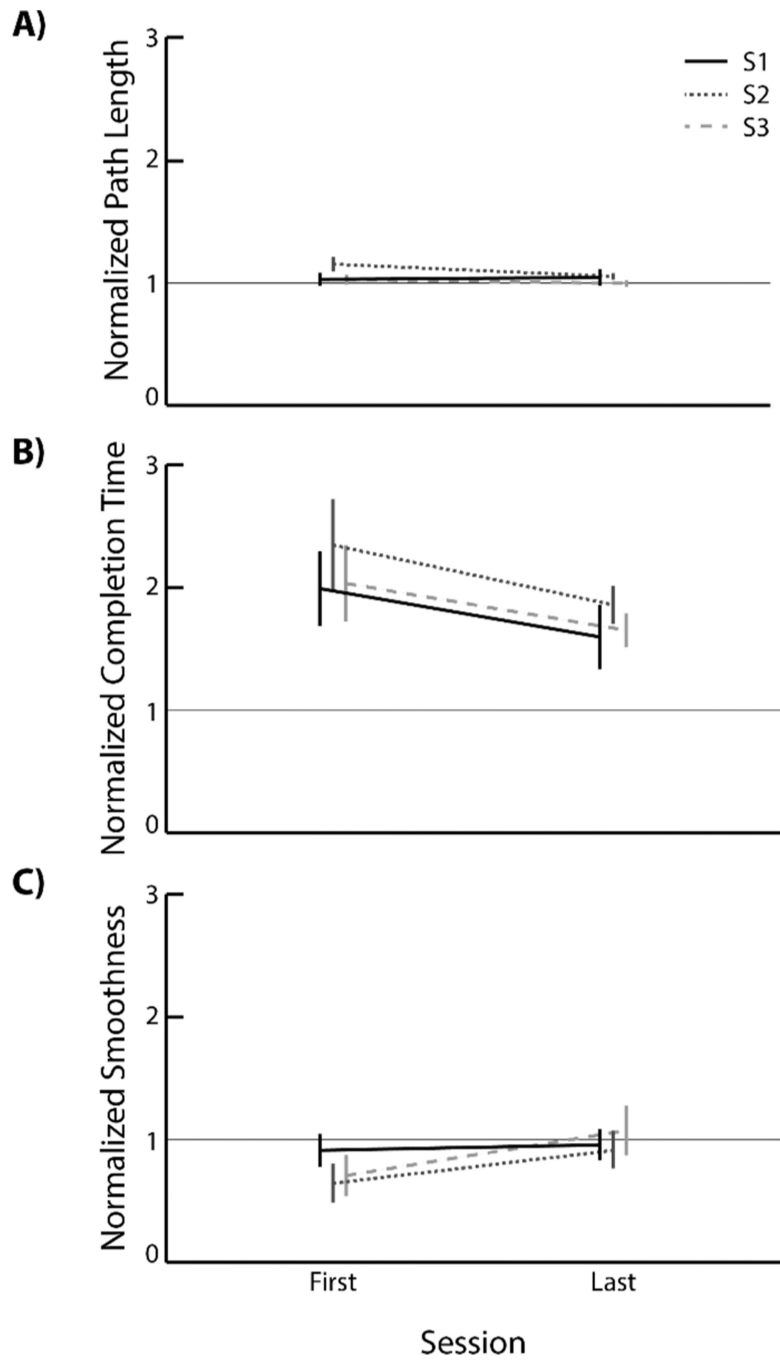 A)
Normalized Path Length
3
2
1
0
S1
S2
S3
B)
Normalized Completion Time
3
2
1
0
C)
Normalized Smoothness
3
2
1
0
First
Last
Session